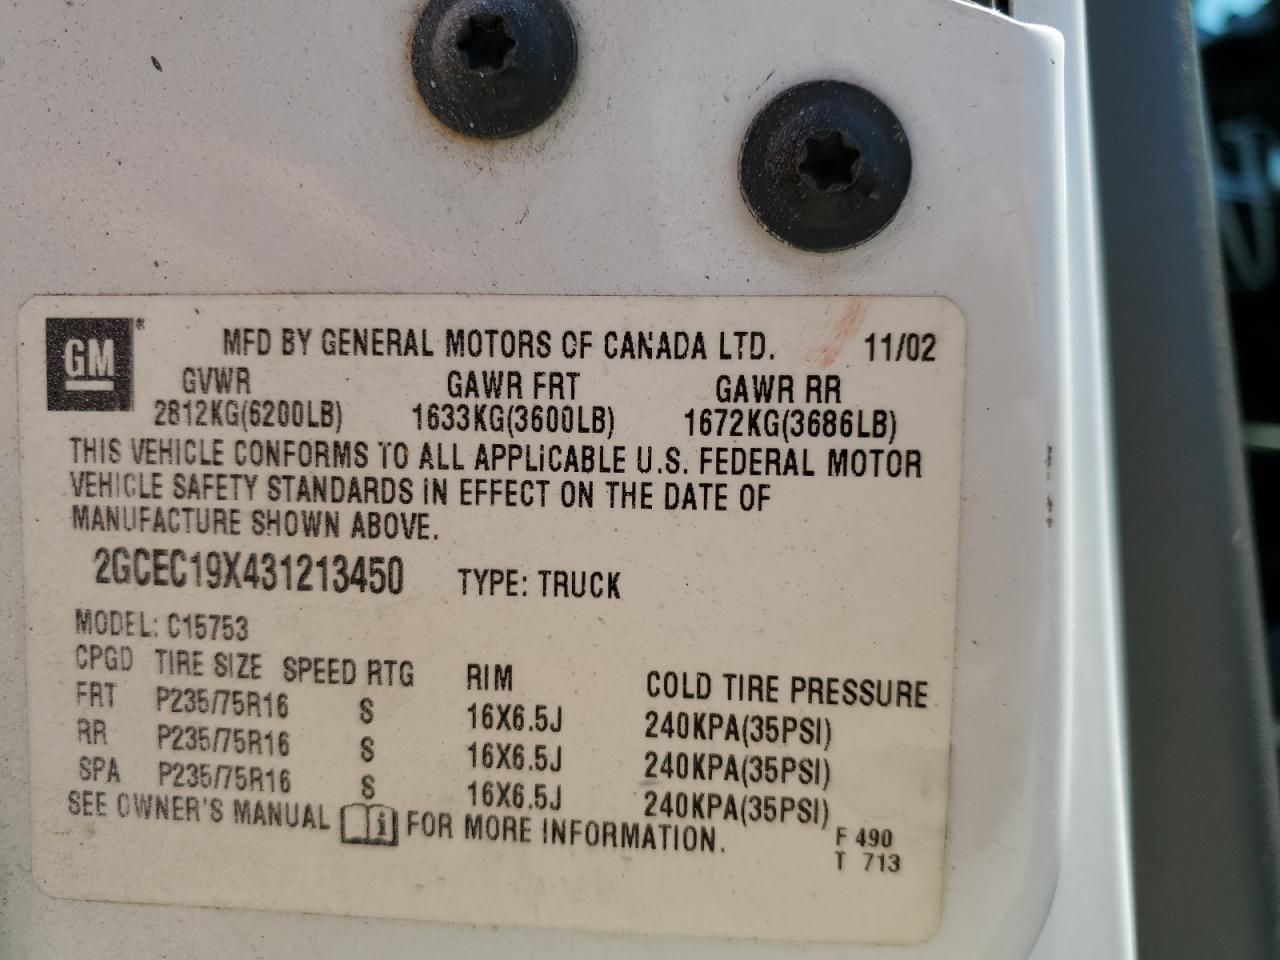 GM ® MFD BY GENERAL MOTORS OF CANADA LTD. 11/02
GVWR GAWR FRT GAWR RR
2812KG(6200LB) 1633KG(3600LB) 1672KG(3686LB)
THIS VEHICLE CONFORMS TO ALL APPLICABLE U.S. FEDERAL MOTOR
VEHICLE SAFETY STANDARDS IN EFFECT ON THE DATE OF
MANUFACTURE SHOWN ABOVE.
2GCEC19X431213450 TYPE: TRUCK
MODEL: C15753
CPGD TIRE SIZE SPEED RTG RIM COLD TIRE PRESSURE
FRT P235/75R16 S 16X6.5J 240KPA(35PSI)
RR P235/75R16 S 16X6.5J 240KPA(35PSI)
SPA P235/75R16 S 16X6.5J 240KPA(35PSI)
SEE OWNER'S MANUAL i FOR MORE INFORMATION.
F 490
T 713